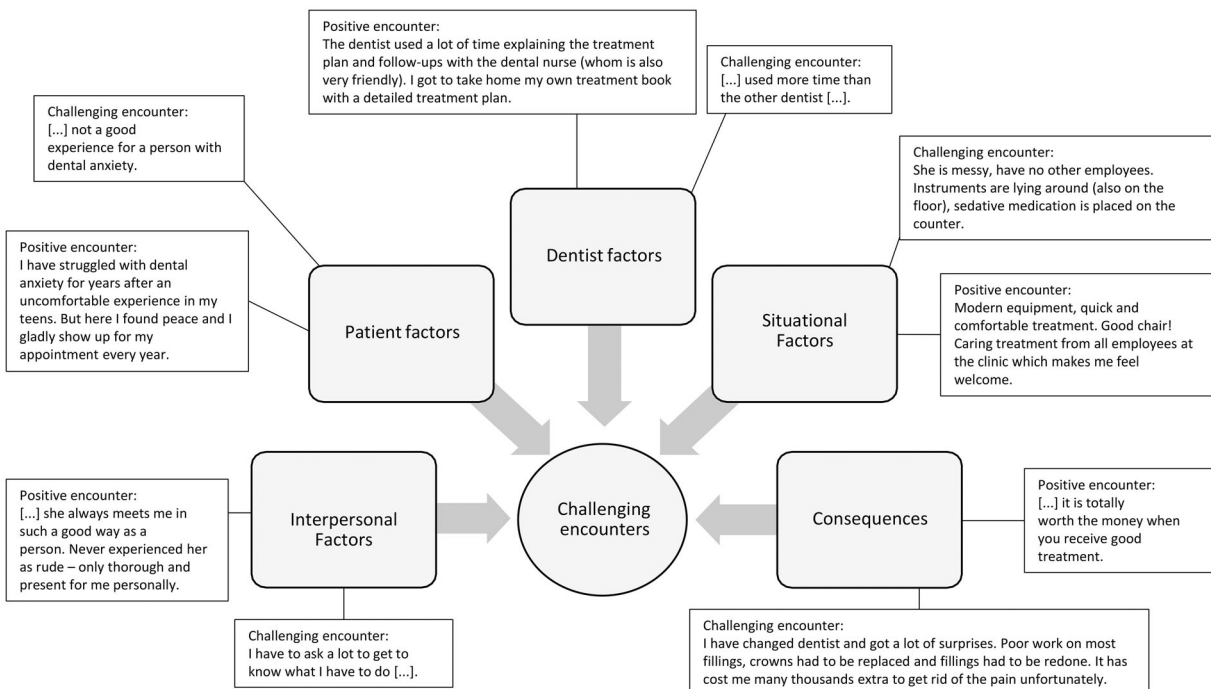 Positive encounter:
The dentist used a lot of time explaining the treatment
plan and follow-ups with the dental nurse (whom is also
very friendly). I got to take home my own treatment book
with a detailed treatment plan.
Challenging encounter:
[...] used more time than
the other dentist [...].
Challenging encounter:
[...] not a good
experience for a person with
dental anxiety.
Challenging encounter:
She is messy, have no other employees.
Instruments are lying around (also on the
floor), sedative medication is placed on the
counter.
Positive encounter:
I have struggled with dental
anxiety for years after an
uncomfortable experience in my
teens. But here I found peace and I
gladly show up for my
appointment every year.
Patient factors
Dentist factors
Situational
Factors
Positive encounter:
Modern equipment, quick and
comfortable treatment. Good chair!
Caring treatment from all employees at
the clinic which makes me feel
welcome.
Positive encounter:
[...] she always meets me in
such a good way as a
person. Never experienced her
as rude – only thorough and
present for me personally.
Interpersonal
Factors
Challenging
encounters
Consequences
Positive encounter:
[...] it is totally
worth the money when
you receive good
treatment.
Challenging encounter:
I have to ask a lot to get to
know what I have to do [...].
Challenging encounter:
I have changed dentist and got a lot of surprises. Poor work on most
fillings, crowns had to be replaced and fillings had to be redone. It has
cost me many thousands extra to get rid of the pain unfortunately.